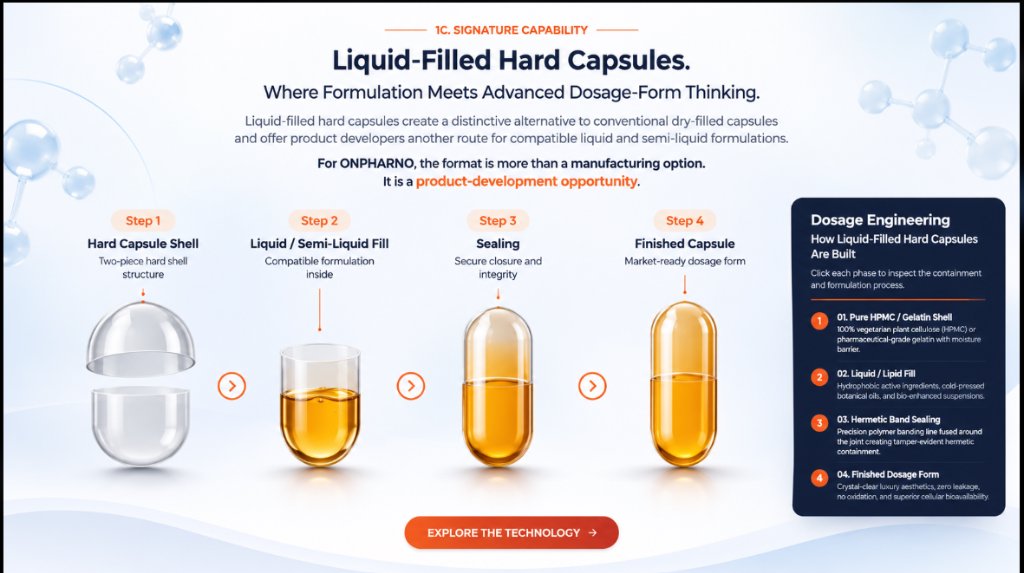 1C. SIGNATURE CAPABILITY
Liquid-Filled Hard Capsules.
Where Formulation Meets Advanced Dosage-Form Thinking.
Liquid-filled hard capsules create a distinctive alternative to conventional dry-filled capsules
and offer product developers another route for compatible liquid and semi-liquid formulations.
For ONPHARNO, the format is more than a manufacturing option.
It is a product-development opportunity.
Step 1
Hard Capsule Shell
Two-piece hard shell
structure
Step 2
Liquid / Semi-Liquid Fill
Compatible formulation
inside
Step 3
Sealing
Secure closure and
integrity
Step 4
Finished Capsule
Market-ready dosage form
Dosage Engineering
How Liquid-Filled Hard Capsules
Are Built
Click each phase to inspect the containment
and formulation process.
1
01. Pure HPMC / Gelatin Shell
100% vegetarian plant cellulose (HPMC) or
pharmaceutical-grade gelatin with moisture
barrier.
2
02. Liquid / Lipid Fill
Hydrophobic active ingredients, cold-pressed
botanical oils, and bio-enhanced suspensions.
3
03. Hermetic Band Sealing
Precision polymer banding line fused around
the joint creating tamper-evident hermetic
containment.
4
04. Finished Dosage Form
Crystal-clear luxury aesthetics, zero leakage,
no oxidation, and superior cellular bioavailability.
EXPLORE THE TECHNOLOGY →